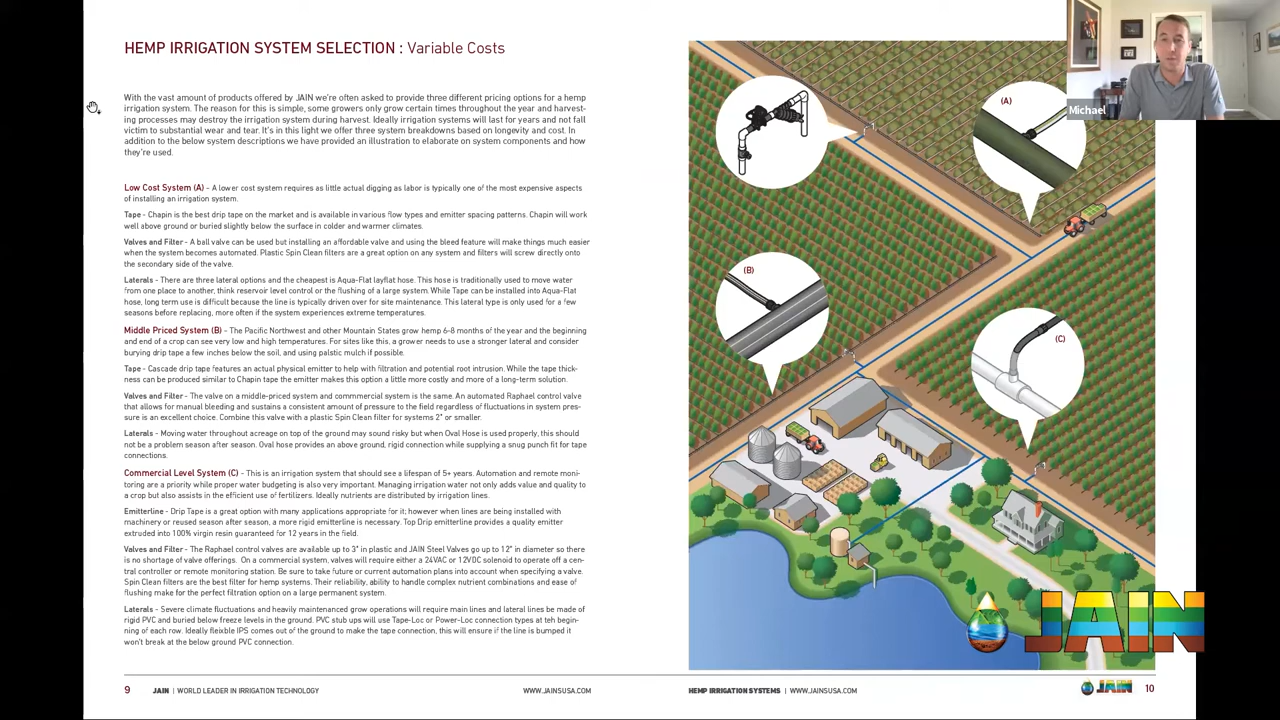 HEMP IRRIGATION SYSTEM SELECTION : Variable Costs
With the vast amount of products offered by JAIN we're often asked to provide three different pricing options for a hemp
irrigation system. The reason for this is simple, some growers only grow certain times throughout the year and harvest-
ing processes may destroy the irrigation system during harvest. Ideally irrigation systems will last for years and not fall
victim to substantial wear and tear. It's in this light we offer three system breakdowns based on longevity and cost. In
addition to the below system descriptions we have provided an illustration to elaborate on system components and how
they're used.
Low Cost System (A) - A lower cost system requires as little actual digging as labor is typically one of the most expensive aspects
of installing an irrigation system.
Tape - Chapin is the best drip tape on the market and is available in various flow types and emitter spacing patterns. Chapin will work
well above ground or buried slightly below the surface in colder and warmer climates.
Valves and Filter - A ball valve can be used but installing an affordable valve and using the bleed feature will make things much easier
when the system becomes automated. Plastic Spin Clean filters are a great option on any system and filters will screw directly onto
the secondary side of the valve.
Laterals - There are three lateral options and the cheapest is Aqua-Flat layflat hose. This hose is traditionally used to move water
from one place to another, think reservoir level control or the flushing of a large system. While Tape can be installed into Aqua-Flat
hose, long term use is difficult because the line is typically driven over for site maintenance. This lateral type is only used for a few
seasons before replacing, more often if the system experiences extreme temperatures.
Middle Priced System (B) - The Pacific Northwest and other Mountain States grow hemp 6-8 months of the year and the beginning
and end of a crop can see very low and high temperatures. For sites like this, a grower needs to use a stronger lateral and consider
burying drip tape a few inches below the soil, and using palstic mulch if possible.
Tape - Cascade drip tape features an actual physical emitter to help with filtration and potential root intrusion. While the tape thick-
ness can be produced similar to Chapin tape the emitter makes this option a little more costly and more of a long-term solution.
Valves and Filter - The valve on a middle-priced system and commmercial system is the same. An automated Raphael control valve
that allows for manual bleeding and sustains a consistent amount of pressure to the field regardless of fluctuations in system pres-
sure is an excellent choice. Combine this valve with a plastic Spin Clean filter for systems 2" or smaller.
Laterals - Moving water throughout acreage on top of the ground may sound risky but when Oval Hose is used properly, this should
not be a problem season after season. Oval hose provides an above ground, rigid connection while supplying a snug punch fit for tape
connections.
Commercial Level System (C) - This is an irrigation system that should see a lifespan of 5+ years. Automation and remote moni-
toring are a priority while proper water budgeting is also very important. Managing irrigation water not only adds value and quality to
a crop but also assists in the efficient use of fertilizers. Ideally nutrients are distributed by irrigation lines.
Emitterline - Drip Tape is a great option with many applications appropriate for it; however when lines are being installed with
machinery or reused season after season, a more rigid emitterline is necessary. Top Drip emitterline provides a quality emitter
extruded into 100% virgin resin guaranteed for 12 years in the field.
Valves and Filter - The Raphael control valves are available up to 3" in plastic and JAIN Steel Valves go up to 12" in diameter so there
is no shortage of valve offerings. On a commercial system, valves will require either a 24VAC or 12VDC solenoid to operate off a cen-
tral controller or remote monitoring station. Be sure to take future or current automation plans into account when specifying a valve.
Spin Clean filters are the best filter for hemp systems. Their reliability, ability to handle complex nutrient combinations and ease of
flushing make for the perfect filtration option on a large permanent system.
Laterals - Severe climate fluctuations and heavily maintenanced grow operations will require main lines and lateral lines be made of
rigid PVC and buried below freeze levels in the ground. PVC stub ups will use Tape-Loc or Power-Loc connection types at teh begin-
ning of each row. Ideally flexible IPS comes out of the ground to make the tape connection, this will ensure if the line is bumped it
won't break at the below ground PVC connection.
9 JAIN | WORLD LEADER IN IRRIGATION TECHNOLOGY WWW.JAINSUSA.COM
(A)
(B)
(C)
HEMP IRRIGATION SYSTEMS | WWW.JAINSUSA.COM JAIN 10
Michael
JAIN